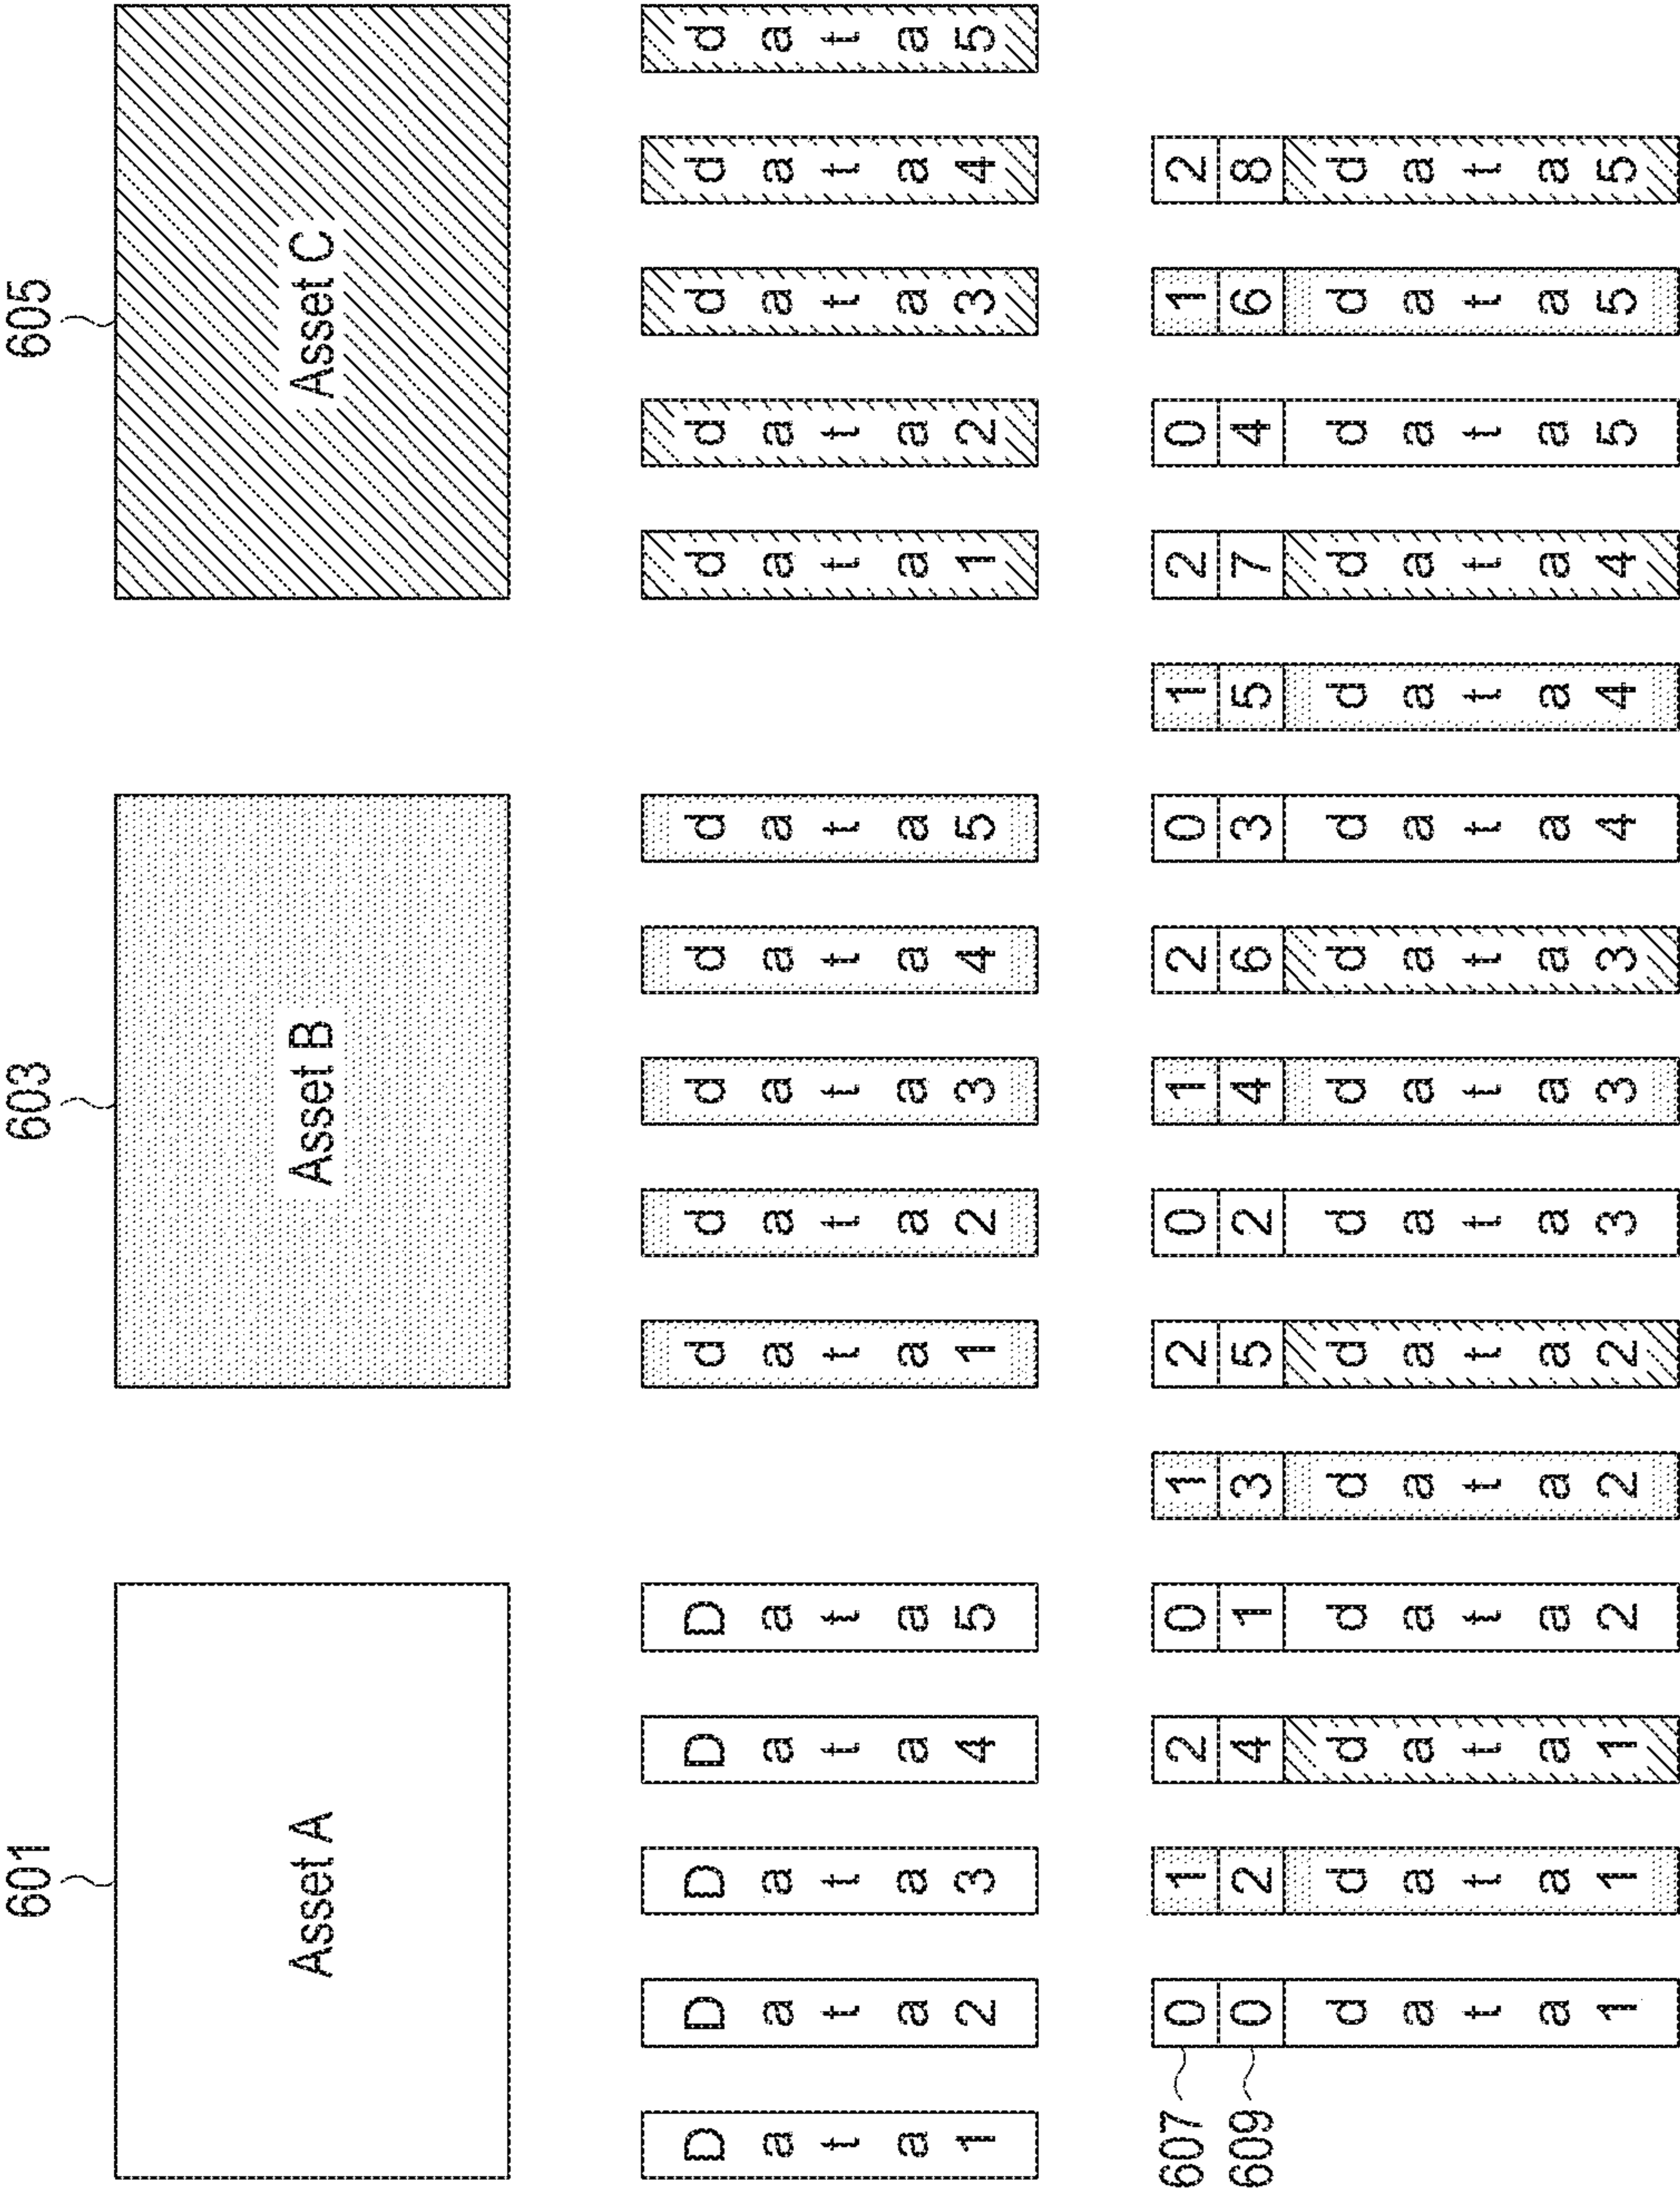 601
603
605
Asset A
Asset B
Asset C
Data1
Data2
Data3
Data4
Data5
data1
data2
data3
data4
data5
data1
data2
data3
data4
data5
607
609
0 0 data1
1 2 data1
2 4 data1
0 1 data2
1 3 data2
2 5 data2
0 2 data3
1 4 data3
2 6 data3
0 3 data4
1 5 data4
2 7 data4
0 4 data5
1 6 data5
2 8 data5